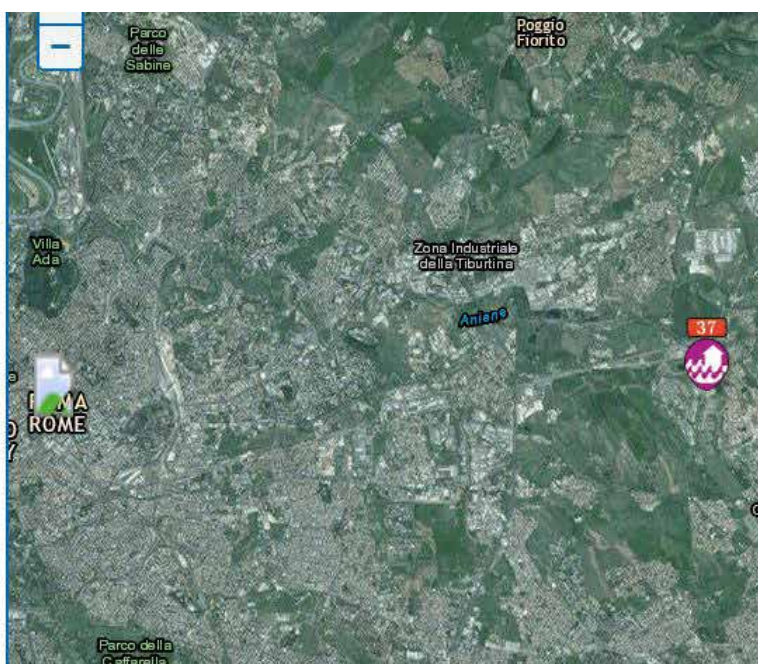 Parco
delle
Sabine
Poggio
Fiorito
Villa
Ada
Zona Industriale
della Tiburtina
Aniene
37
ROME
Parco della
Caffarella